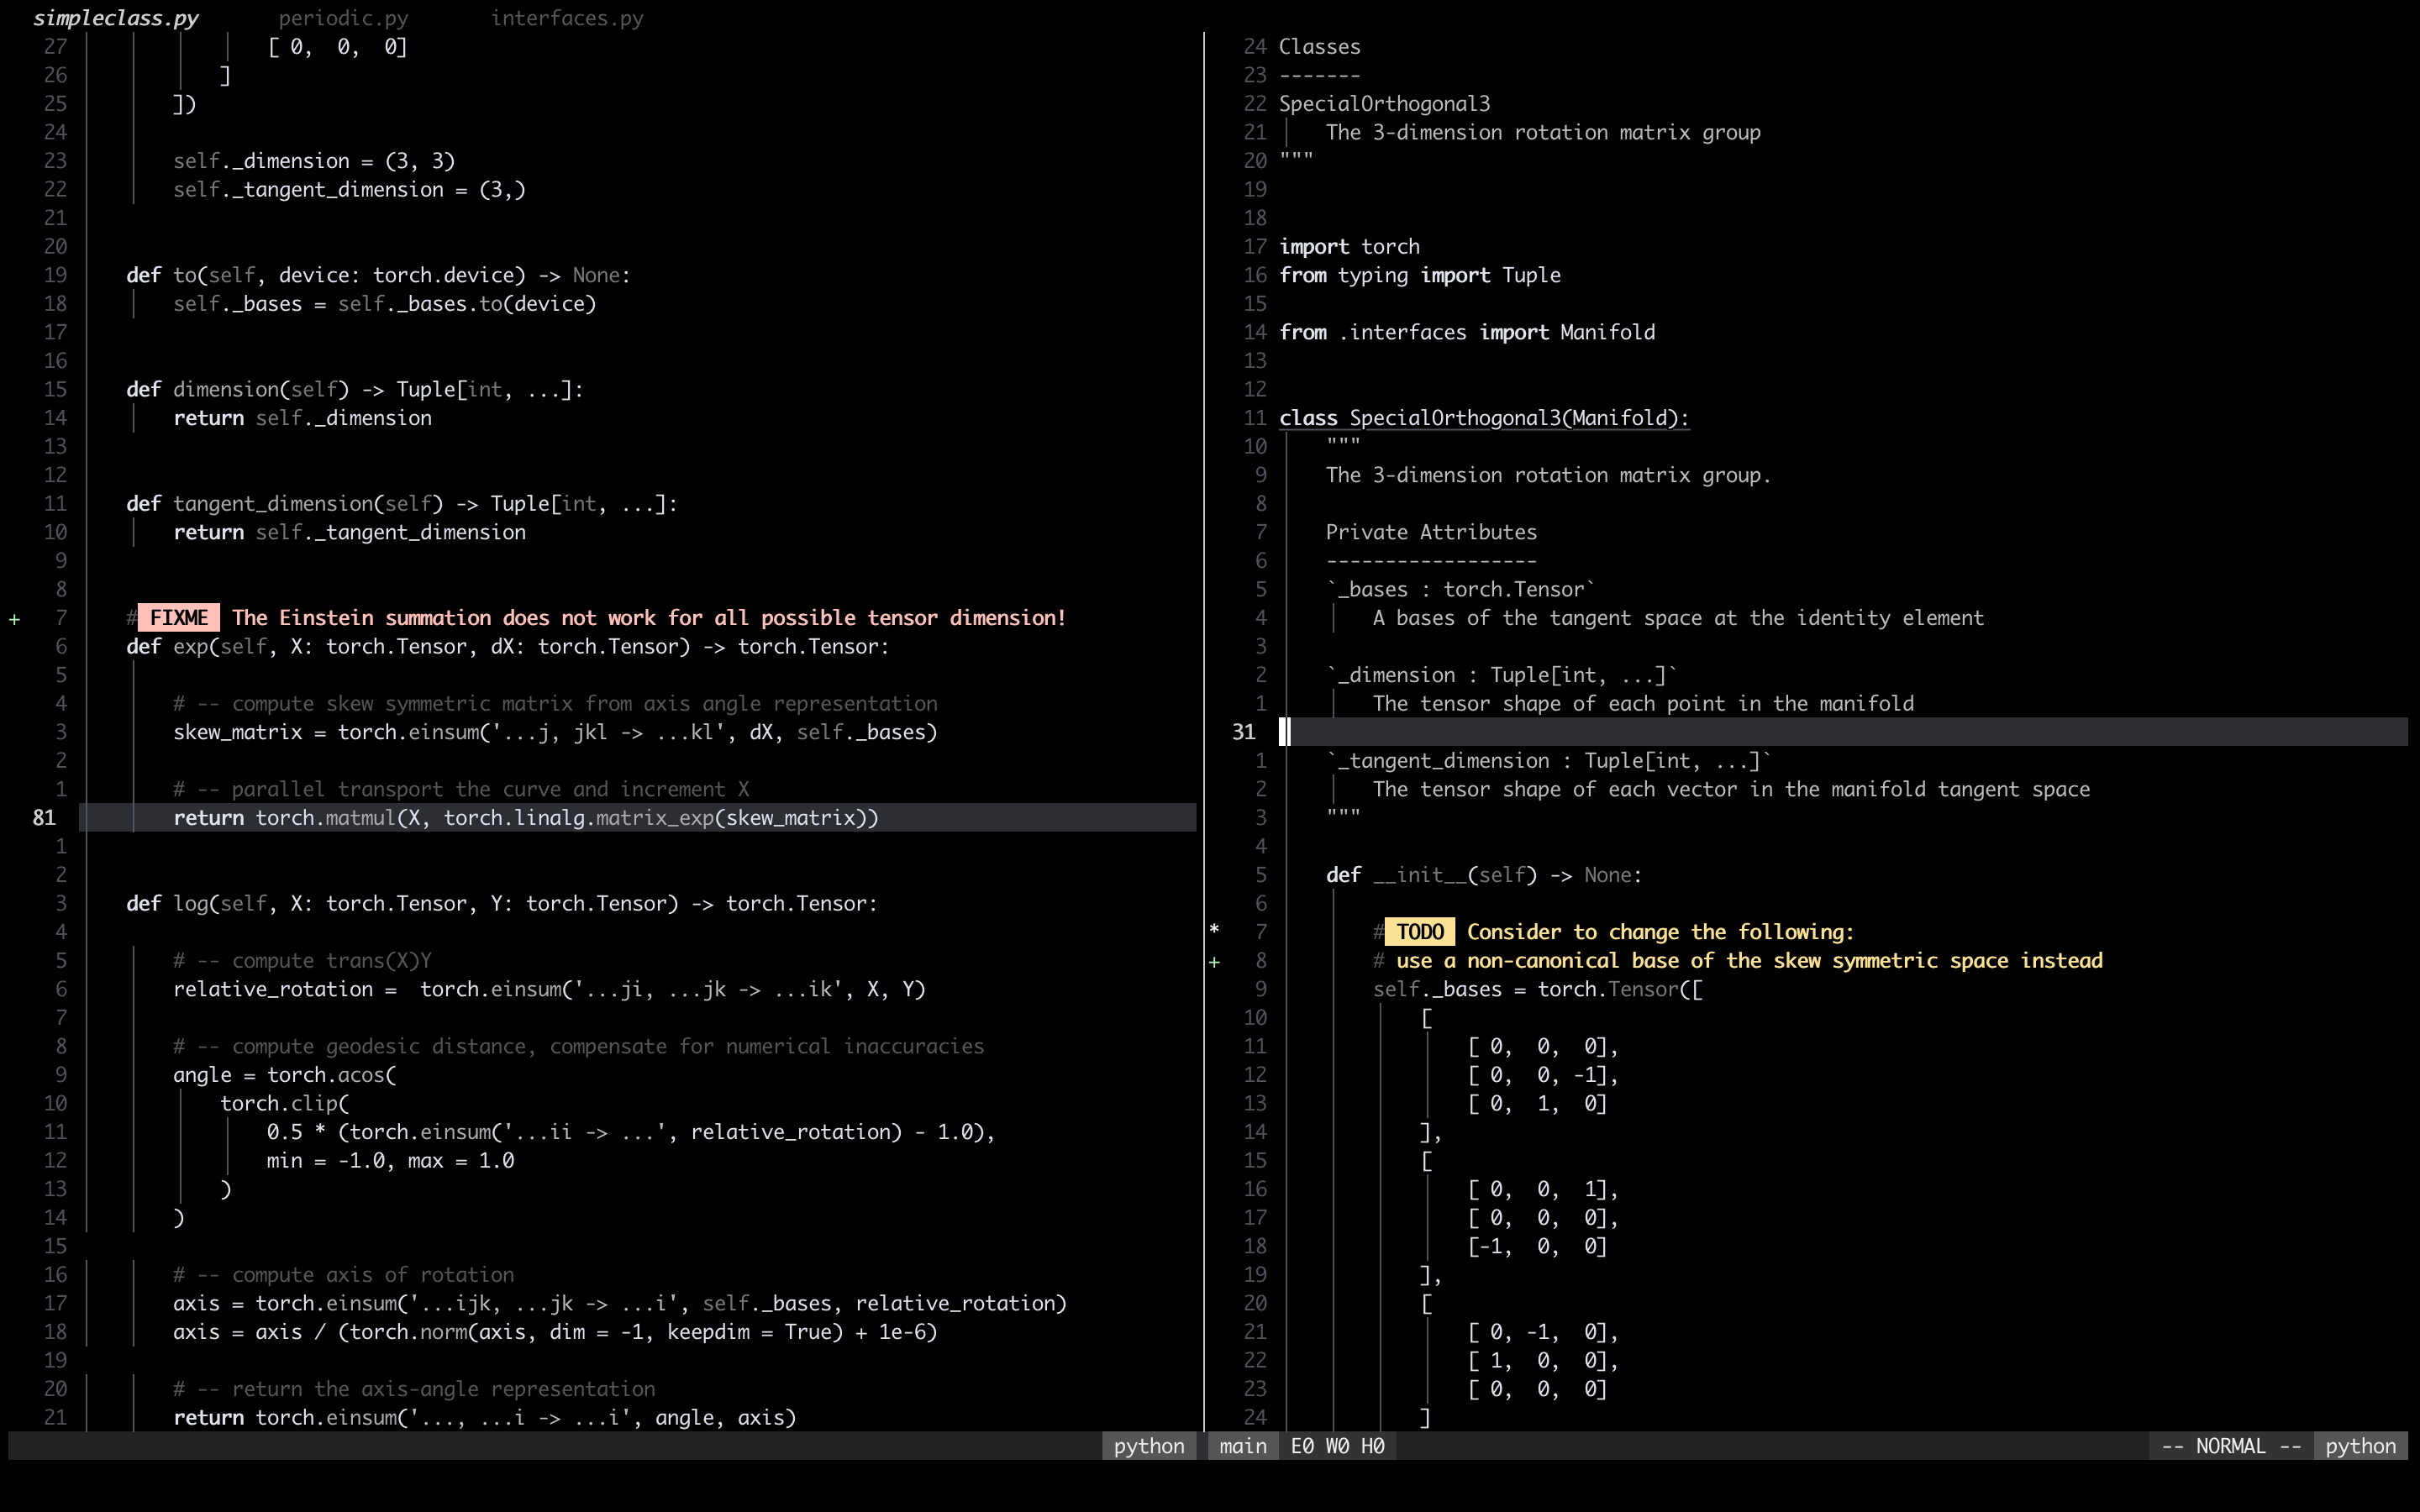 simpleclass.py periodic.py interfaces.py
27 [ 0, 0, 0]
26 ]
25 ])
24
23 self._dimension = (3, 3)
22 self._tangent_dimension = (3,)
21
20
19 def to(self, device: torch.device) -> None:
18 self._bases = self._bases.to(device)
17
16
15 def dimension(self) -> Tuple[int, ...]:
14 return self._dimension
13
12
11 def tangent_dimension(self) -> Tuple[int, ...]:
10 return self._tangent_dimension
9
8
+ 7 # FIXME The Einstein summation does not work for all possible tensor dimension!
6 def exp(self, X: torch.Tensor, dX: torch.Tensor) -> torch.Tensor:
5
4 # -- compute skew symmetric matrix from axis angle representation
3 skew_matrix = torch.einsum('...j, jkl -> ...kl', dX, self._bases)
2
1 # -- parallel transport the curve and increment X
81 return torch.matmul(X, torch.linalg.matrix_exp(skew_matrix))
1
2
3 def log(self, X: torch.Tensor, Y: torch.Tensor) -> torch.Tensor:
4
5 # -- compute trans(X)Y
6 relative_rotation =  torch.einsum('...ji, ...jk -> ...ik', X, Y)
7
8 # -- compute geodesic distance, compensate for numerical inaccuracies
9 angle = torch.acos(
10 torch.clip(
11 0.5 * (torch.einsum('...ii -> ...', relative_rotation) - 1.0),
12 min = -1.0, max = 1.0
13 )
14 )
15
16 # -- compute axis of rotation
17 axis = torch.einsum('...ijk, ...jk -> ...i', self._bases, relative_rotation)
18 axis = axis / (torch.norm(axis, dim = -1, keepdim = True) + 1e-6)
19
20 # -- return the axis-angle representation
21 return torch.einsum('..., ...i -> ...i', angle, axis)
python
24 Classes
23 -------
22 SpecialOrthogonal3
21 The 3-dimension rotation matrix group
20 """
19
18
17 import torch
16 from typing import Tuple
15
14 from .interfaces import Manifold
13
12
11 class SpecialOrthogonal3(Manifold):
10 """
9 The 3-dimension rotation matrix group.
8
7 Private Attributes
6 ------------------
5 `_bases : torch.Tensor`
4 A bases of the tangent space at the identity element
3
2 `_dimension : Tuple[int, ...]`
1 The tensor shape of each point in the manifold
31
1 `_tangent_dimension : Tuple[int, ...]`
2 The tensor shape of each vector in the manifold tangent space
3 """
4
5 def __init__(self) -> None:
6
* 7 # TODO Consider to change the following:
+ 8 # use a non-canonical base of the skew symmetric space instead
9 self._bases = torch.Tensor([
10 [
11 [ 0, 0, 0],
12 [ 0, 0, -1],
13 [ 0, 1, 0]
14 ],
15 [
16 [ 0, 0, 1],
17 [ 0, 0, 0],
18 [-1, 0, 0]
19 ],
20 [
21 [ 0, -1, 0],
22 [ 1, 0, 0],
23 [ 0, 0, 0]
24 ]
main E0 W0 H0 -- NORMAL -- python